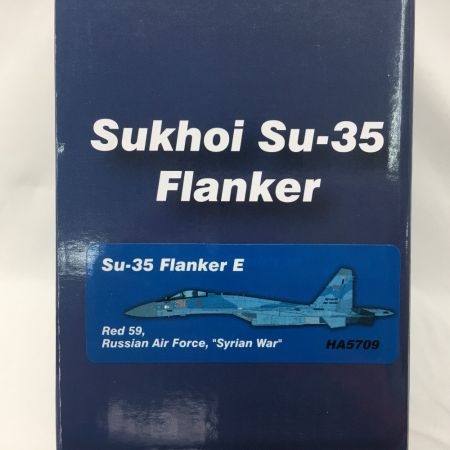 Sukhoi Su-35
Flanker
Su-35 Flanker E
Red 59,
Russian Air Force, "Syrian War"
HA5709